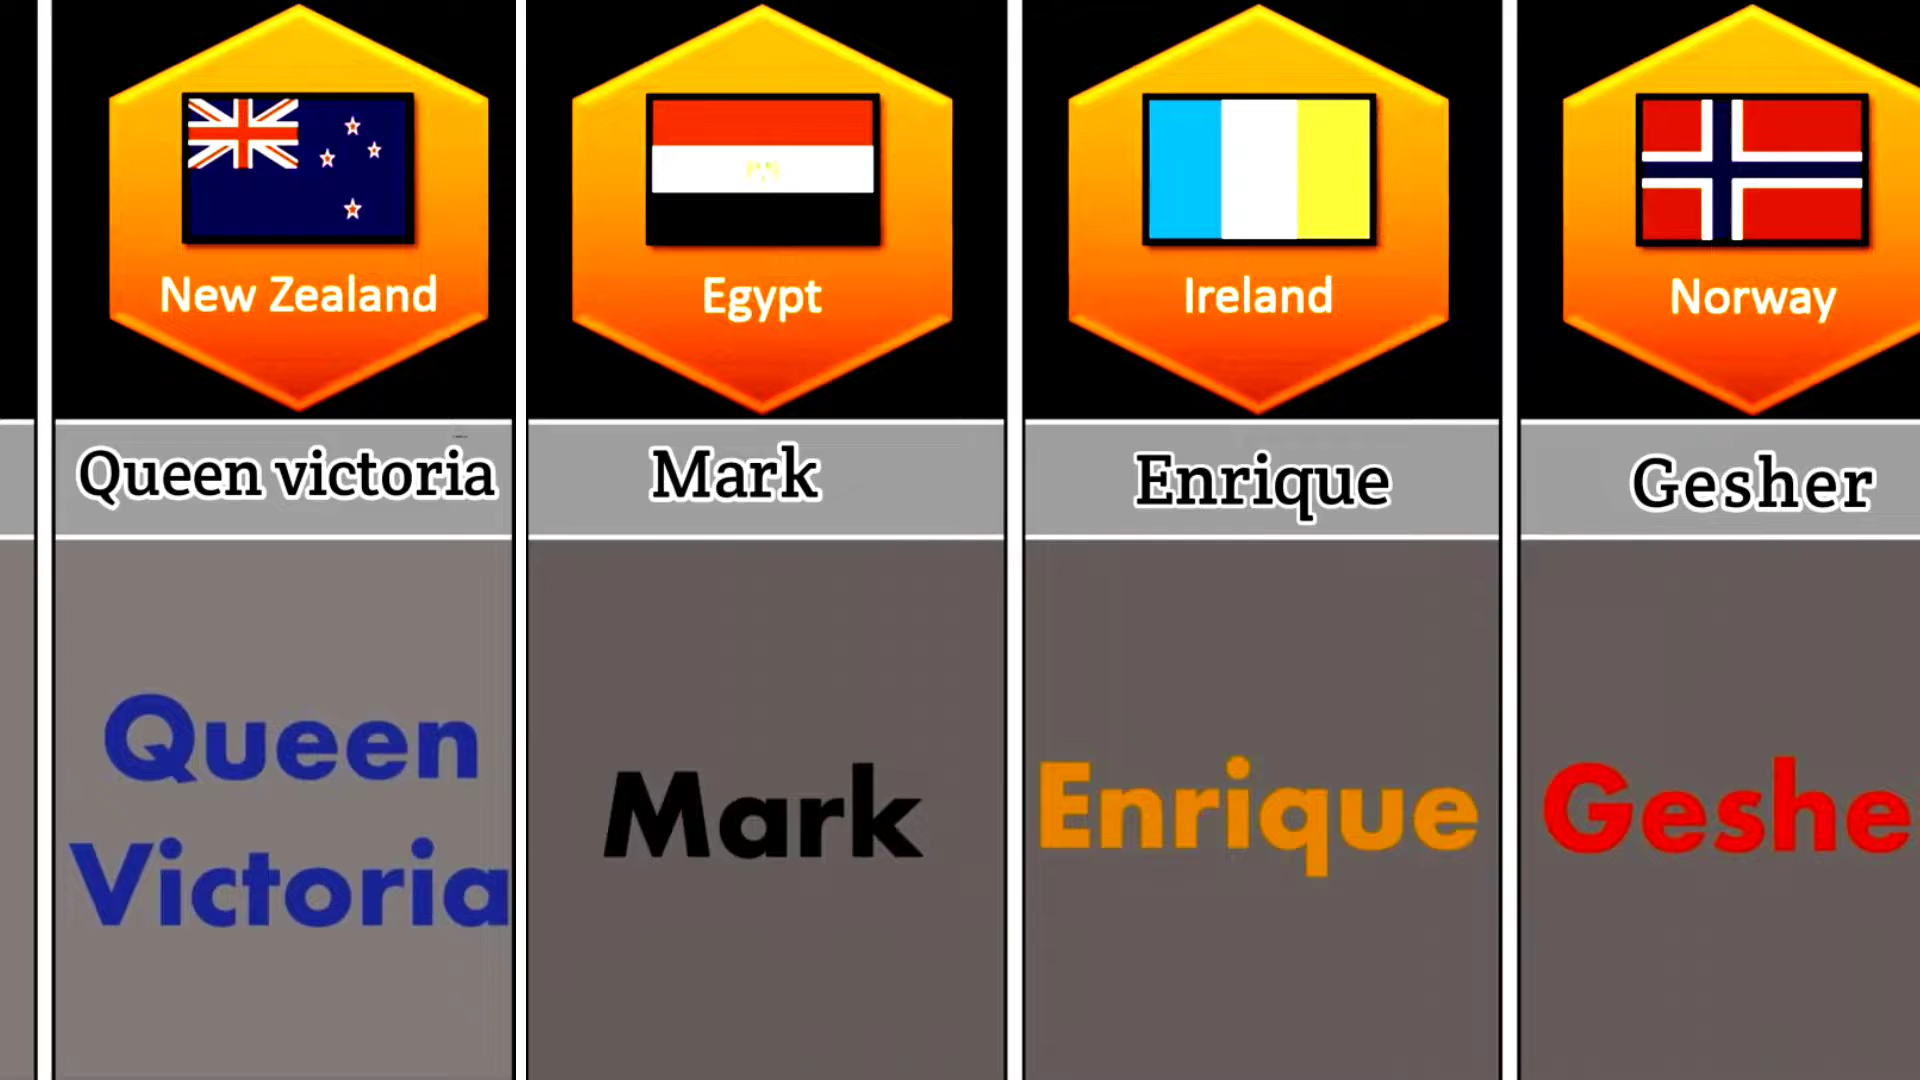 New Zealand
Egypt
Ireland
Norway
Queen victoria
Mark
Enrique
Gesher
Queen
Victoria
Mark
Enrique
Geshe